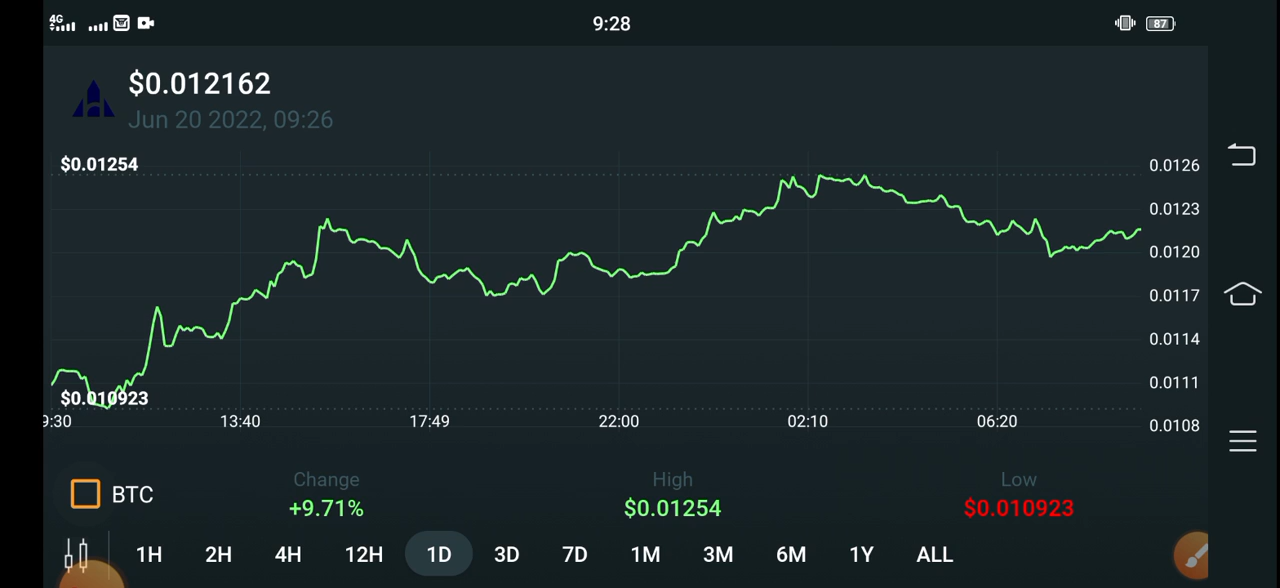 4G
9:28
87
$0.012162
Jun 20 2022, 09:26
$0.01254
0.0126
0.0123
0.0120
0.0117
0.0114
0.0111
0.0108
$0.010923
9:30
13:40
17:49
22:00
02:10
06:20
BTC
Change
+9.71%
High
$0.01254
Low
$0.010923
1H
2H
4H
12H
1D
3D
7D
1M
3M
6M
1Y
ALL